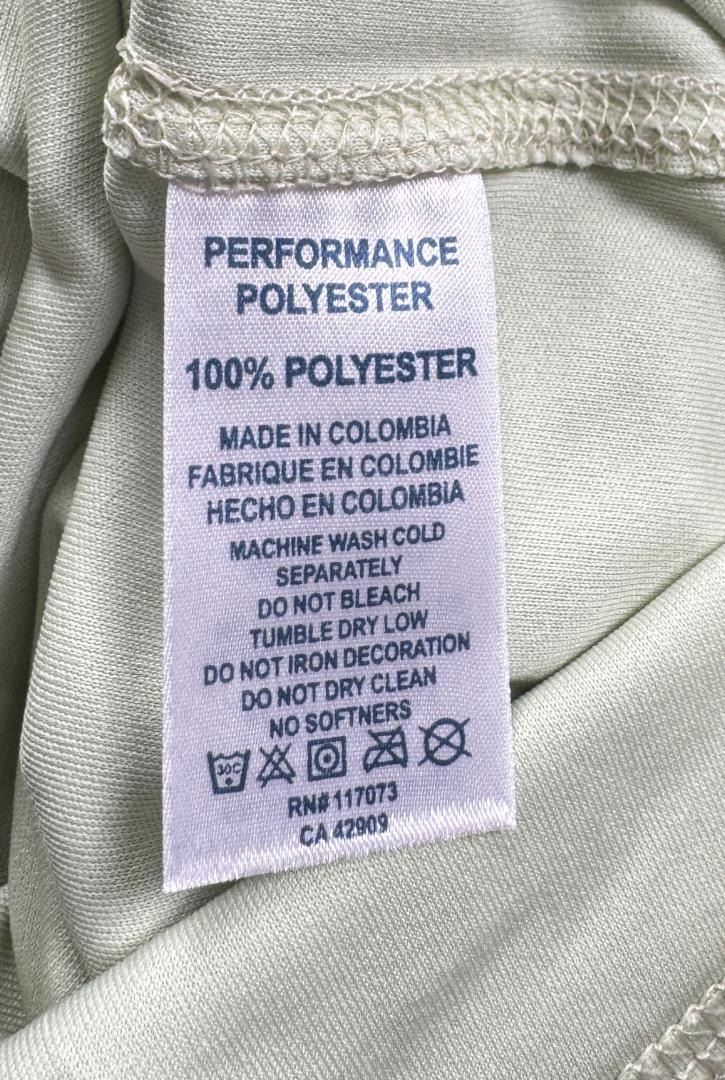 PERFORMANCE
POLYESTER
100% POLYESTER
MADE IN COLOMBIA
FABRIQUE EN COLOMBIE
HECHO EN COLOMBIA
MACHINE WASH COLD
SEPARATELY
DO NOT BLEACH
TUMBLE DRY LOW
DO NOT IRON DECORATION
DO NOT DRY CLEAN
NO SOFTNERS
30C
RN# 117073
CA 42909